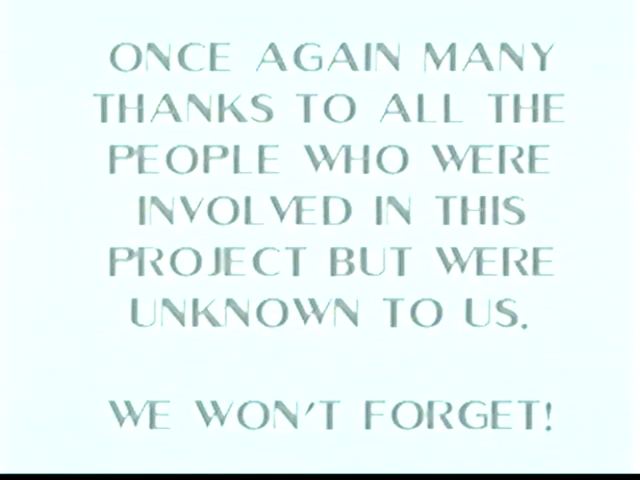 ONCE AGAIN MANY
THANKS TO ALL THE
PEOPLE WHO WERE
INVOLVED IN THIS
PROJECT BUT WERE
UNKNOWN TO US.
WE WON'T FORGET!